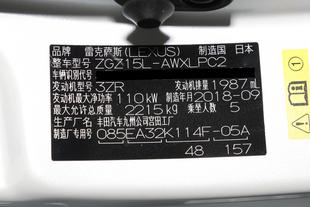 品牌 雷克萨斯(LEXUS) 制造国 日本
整车型号 ZGZ15L-AWXLPC2
车辆识别代号
发动机型号 3ZR 发动机排量 1987 mL
发动机最大净功率 110 kW 制造年月 2018-09
最大允许总质量 2215 kg 乘坐人数 5
制造厂名 丰田汽车九州公司宫田工厂
制造厂专用号 085EA32K114F-05A
48 157